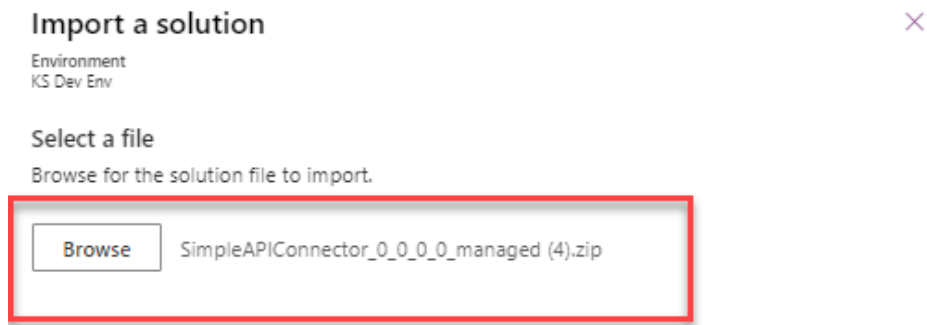 Import a solution
Environment
KS Dev Env
Select a file
Browse for the solution file to import.
Browse SimpleAPIConnector_0_0_0_0_managed (4).zip